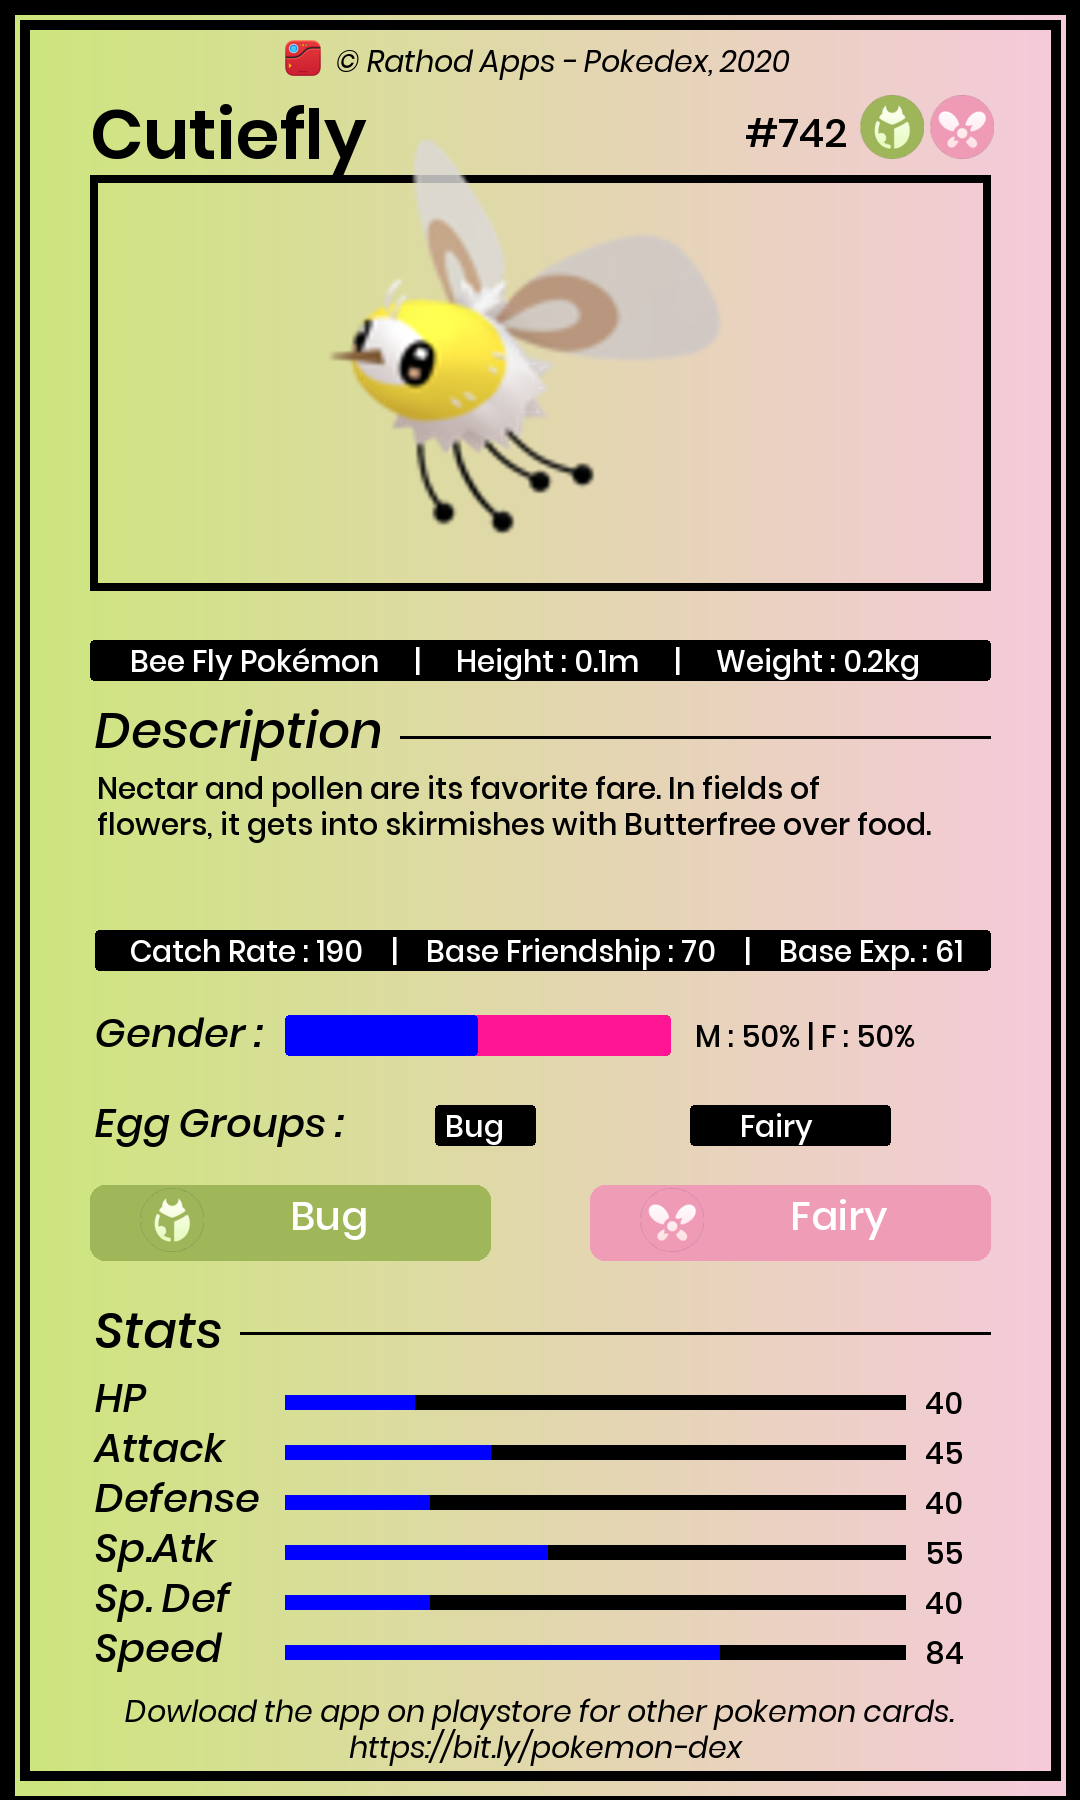 © Rathod Apps - Pokedex, 2020
Cutiefly #742
Bee Fly Pokémon | Height : 0.1m | Weight : 0.2kg
Description
Nectar and pollen are its favorite fare. In fields of
flowers, it gets into skirmishes with Butterfree over food.
Catch Rate : 190 | Base Friendship : 70 | Base Exp. : 61
Gender : M : 50% | F : 50%
Egg Groups : Bug Fairy
Bug Fairy
Stats
HP 40
Attack 45
Defense 40
Sp.Atk 55
Sp. Def 40
Speed 84
Dowload the app on playstore for other pokemon cards.
https://bit.ly/pokemon-dex